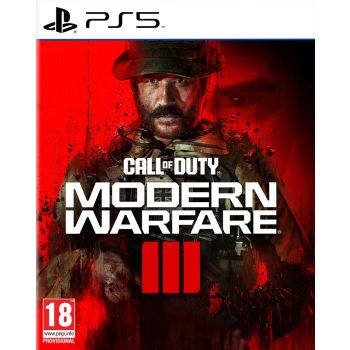 PS5
CALL OF DUTY
MODERN
WARFARE
III
18
www.pegi.info
PROVISIONAL